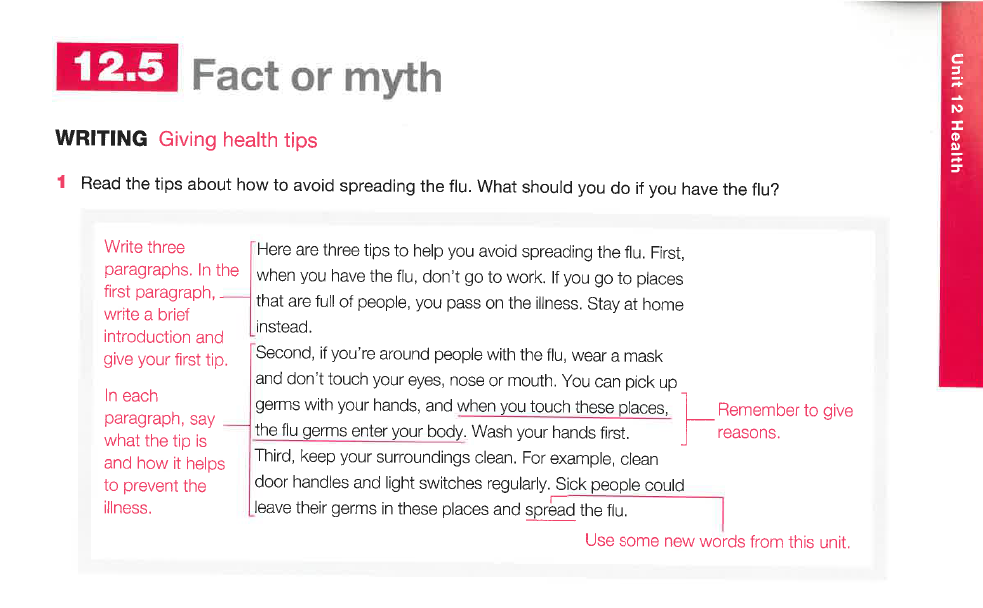 12.5 Fact or myth
Unit 12 Health
WRITING Giving health tips
1 Read the tips about how to avoid spreading the flu. What should you do if you have the flu?
Write three
paragraphs. In the
first paragraph,
write a brief
introduction and
give your first tip.
In each
paragraph, say
what the tip is
and how it helps
to prevent the
illness.
Here are three tips to help you avoid spreading the flu. First,
when you have the flu, don't go to work. If you go to places
that are full of people, you pass on the illness. Stay at home
instead.
Second, if you're around people with the flu, wear a mask
and don't touch your eyes, nose or mouth. You can pick up
germs with your hands, and when you touch these places,
the flu germs enter your body. Wash your hands first.
Third, keep your surroundings clean. For example, clean
door handles and light switches regularly. Sick people could
leave their germs in these places and spread the flu.
Remember to give
reasons.
Use some new words from this unit.